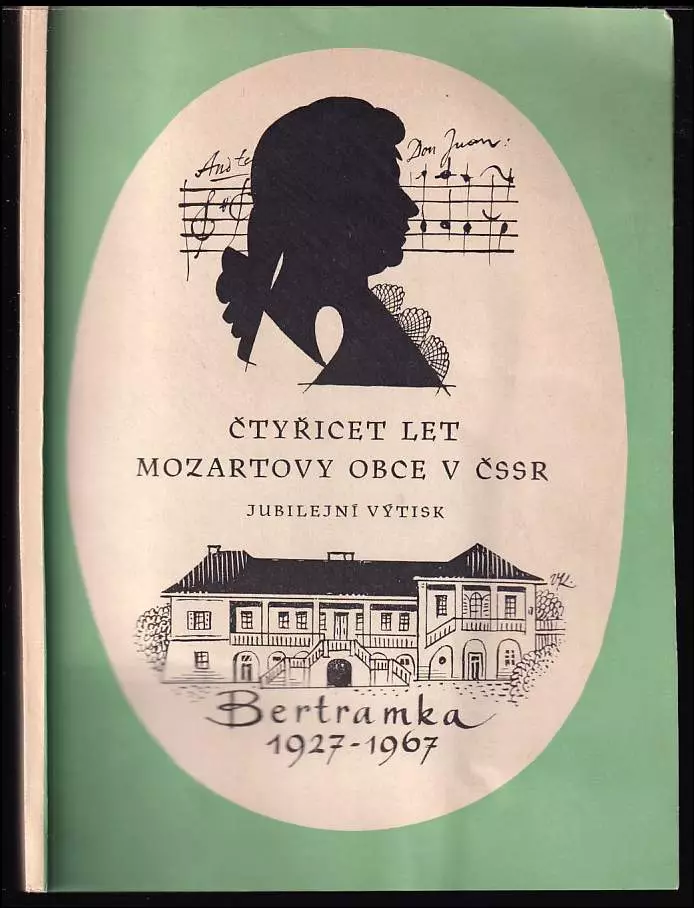 Andte
Don Juan:
ČTYŘICET LET
MOZARTOVY OBCE V ČSSR
JUBILEJNÍ VÝTISK
Bertramka
1927-1967